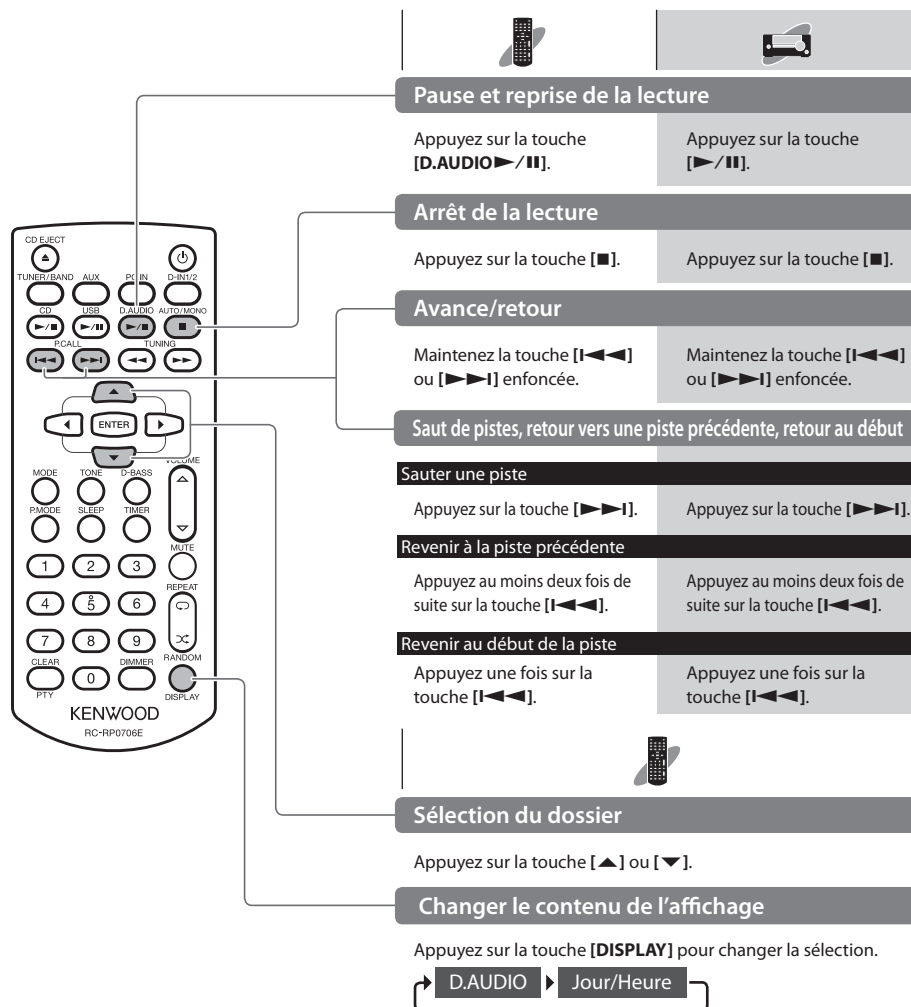 Pause et reprise de la lecture
Appuyez sur la touche
[D.AUDIO►/II].
Appuyez sur la touche
[►/II].
Arrêt de la lecture
Appuyez sur la touche [■].
Appuyez sur la touche [■].
Avance/retour
Maintenez la touche [I◄◄]
ou [►►I] enfoncée.
Maintenez la touche [I◄◄]
ou [►►I] enfoncée.
Saut de pistes, retour vers une piste précédente, retour au début
Sauter une piste
Appuyez sur la touche [►►I].
Appuyez sur la touche [►►I].
Revenir à la piste précédente
Appuyez au moins deux fois de
suite sur la touche [I◄◄].
Appuyez au moins deux fois de
suite sur la touche [I◄◄].
Revenir au début de la piste
Appuyez une fois sur la
touche [I◄◄].
Appuyez une fois sur la
touche [I◄◄].
Sélection du dossier
Appuyez sur la touche [▲] ou [▼].
Changer le contenu de l’affichage
Appuyez sur la touche [DISPLAY] pour changer la sélection.
D.AUDIO ► Jour/Heure
CD EJECT
TUNER/BAND AUX PC IN D-IN1/2
CD USB D.AUDIO AUTO/MONO
►/■ ►/II ►/■ ■
P.CALL TUNING
I◄◄ ►►I ◄◄ ►►
ENTER
MODE TONE D-BASS VOLUME
P.MODE SLEEP TIMER
MUTE
1 2 3
REPEAT
4 5 6
7 8 9
CLEAR DIMMER RANDOM
0
PTY DISPLAY
KENWOOD
RC-RP0706E